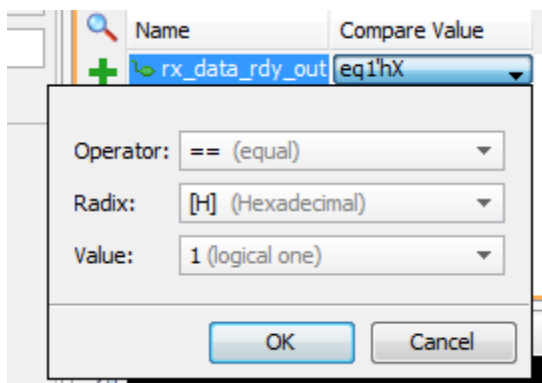 Name Compare Value
rx_data_rdy_out eq1'hX
Operator: == (equal)
Radix: [H] (Hexadecimal)
Value: 1 (logical one)
OK Cancel